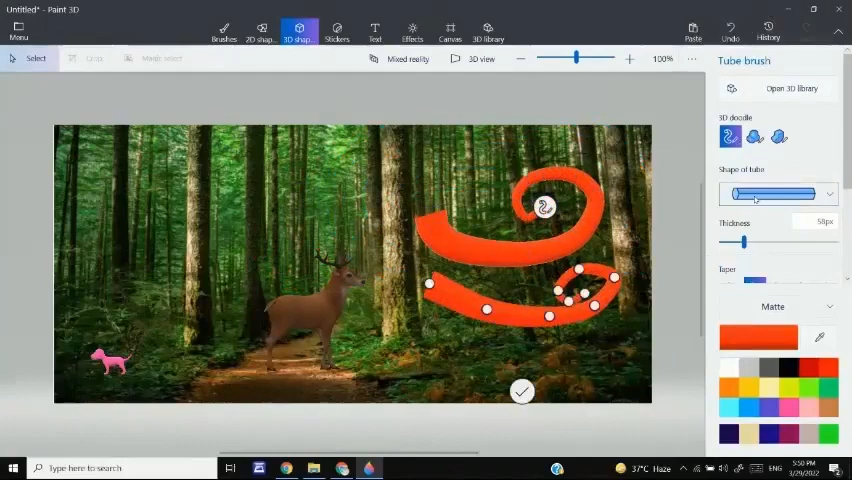 Untitled* - Paint 3D
Menu
Brushes
2D shap...
3D shap...
Stickers
Text
Effects
Canvas
3D library
Paste
Undo
History
Select
Crop
Magic select
Mixed reality
3D view
100%
Tube brush
Open 3D library
3D doodle
Shape of tube
Thickness
58px
Taper
Matte
Type here to search
37°C Haze
ENG
5:50 PM
3/29/2022